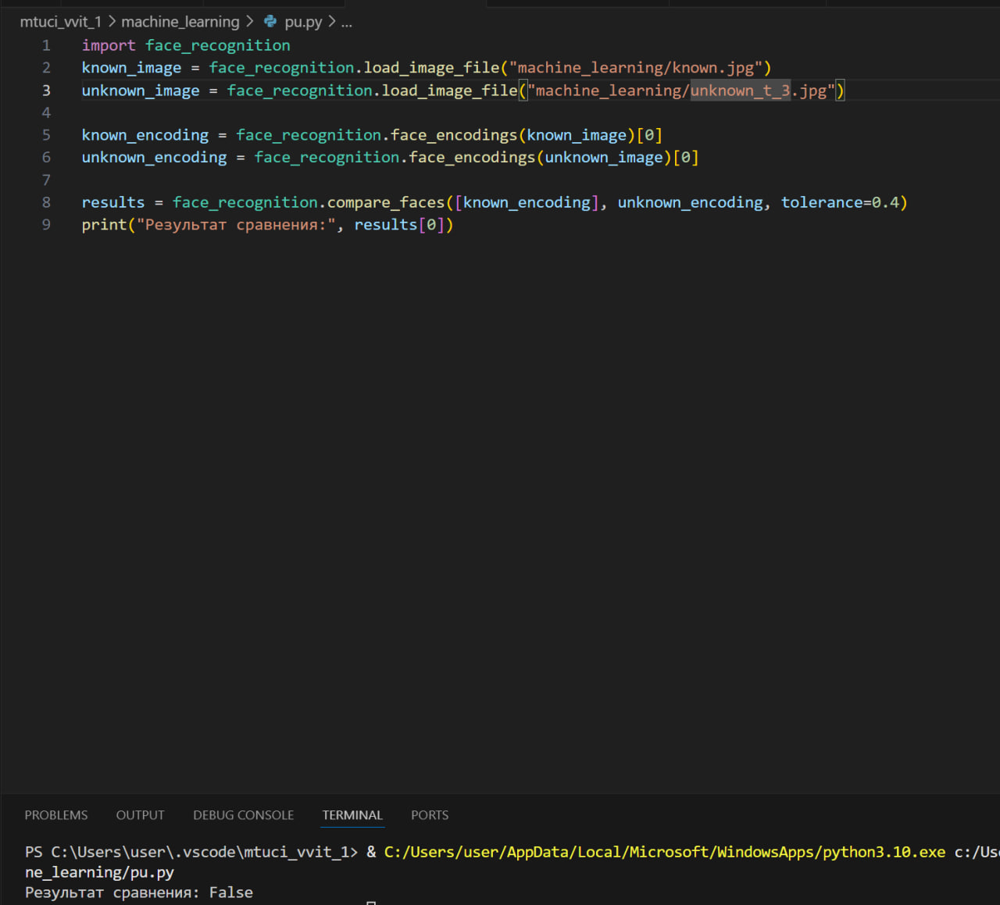 mtuci_vvit_1 > machine_learning > pu.py > ...
1 import face_recognition
2 known_image = face_recognition.load_image_file("machine_learning/known.jpg")
3 unknown_image = face_recognition.load_image_file("machine_learning/unknown_t_3.jpg")
4
5 known_encoding = face_recognition.face_encodings(known_image)[0]
6 unknown_encoding = face_recognition.face_encodings(unknown_image)[0]
7
8 results = face_recognition.compare_faces([known_encoding], unknown_encoding, tolerance=0.4)
9 print("Результат сравнения:", results[0])
PROBLEMS OUTPUT DEBUG CONSOLE TERMINAL PORTS
PS C:\Users\user\.vscode\mtuci_vvit_1> & C:/Users/user/AppData/Local/Microsoft/WindowsApps/python3.10.exe c:/Us
ne_learning/pu.py
Результат сравнения: False